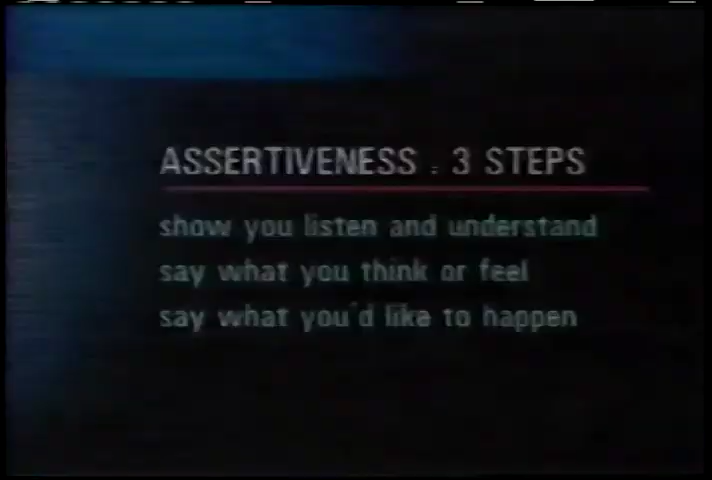 ASSERTIVENESS : 3 STEPS
show you listen and understand
say what you think or feel
say what you'd like to happen